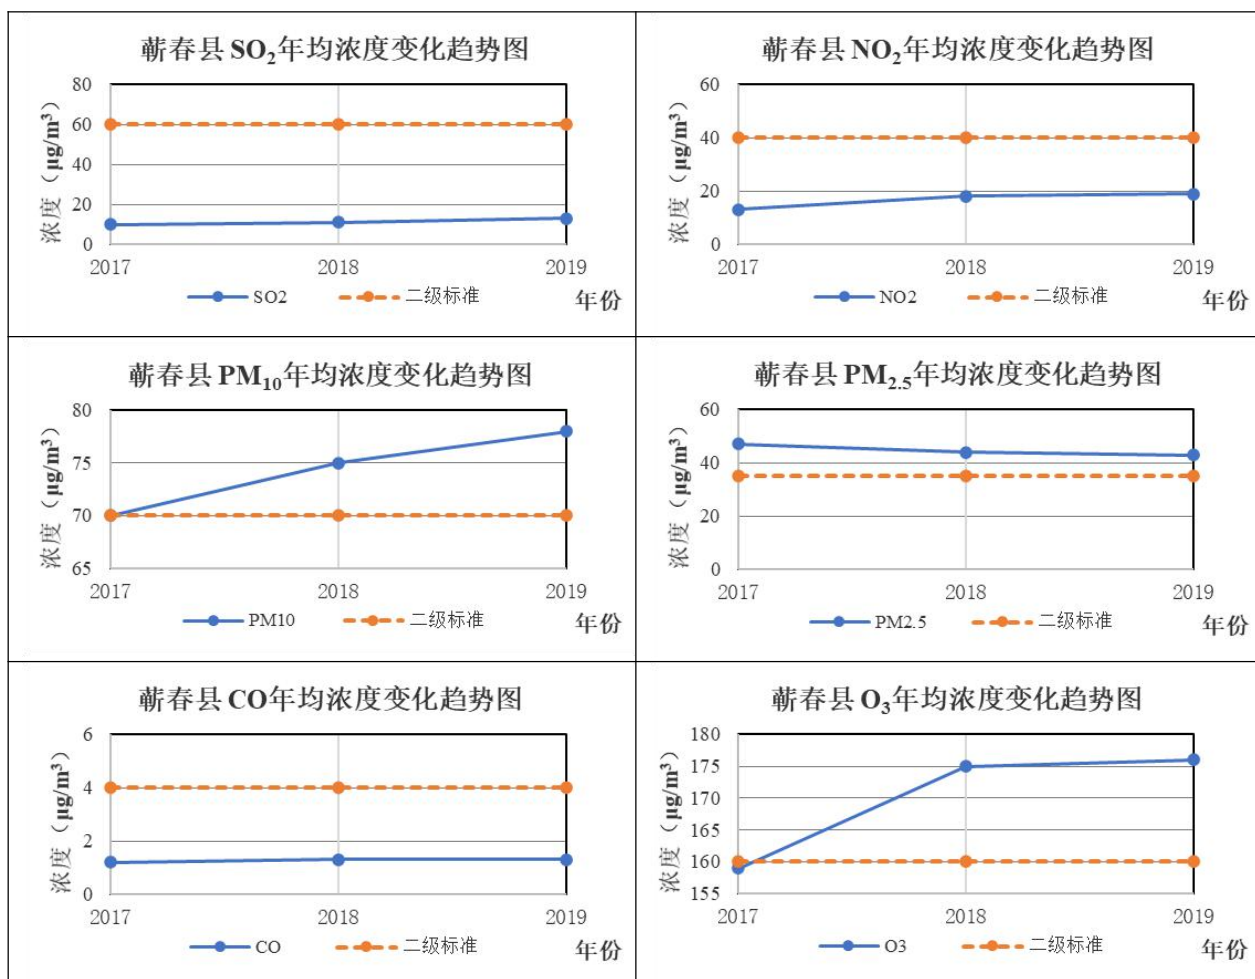 蕲春县 SO₂年均浓度变化趋势图
浓度（μg/m³）
80
60
40
20
0
2017 2018 2019
SO2 二级标准 年份
蕲春县 NO₂年均浓度变化趋势图
浓度（μg/m³）
60
40
20
0
2017 2018 2019
NO2 二级标准 年份
蕲春县 PM₁₀年均浓度变化趋势图
浓度（μg/m³）
80
75
70
65
2017 2018 2019
PM10 二级标准 年份
蕲春县 PM₂.₅年均浓度变化趋势图
浓度（μg/m³）
60
40
20
0
2017 2018 2019
PM2.5 二级标准 年份
蕲春县 CO年均浓度变化趋势图
浓度（μg/m³）
6
4
2
0
2017 2018 2019
CO 二级标准 年份
蕲春县 O₃年均浓度变化趋势图
浓度（μg/m³）
180
175
170
165
160
155
2017 2018 2019
O3 二级标准 年份